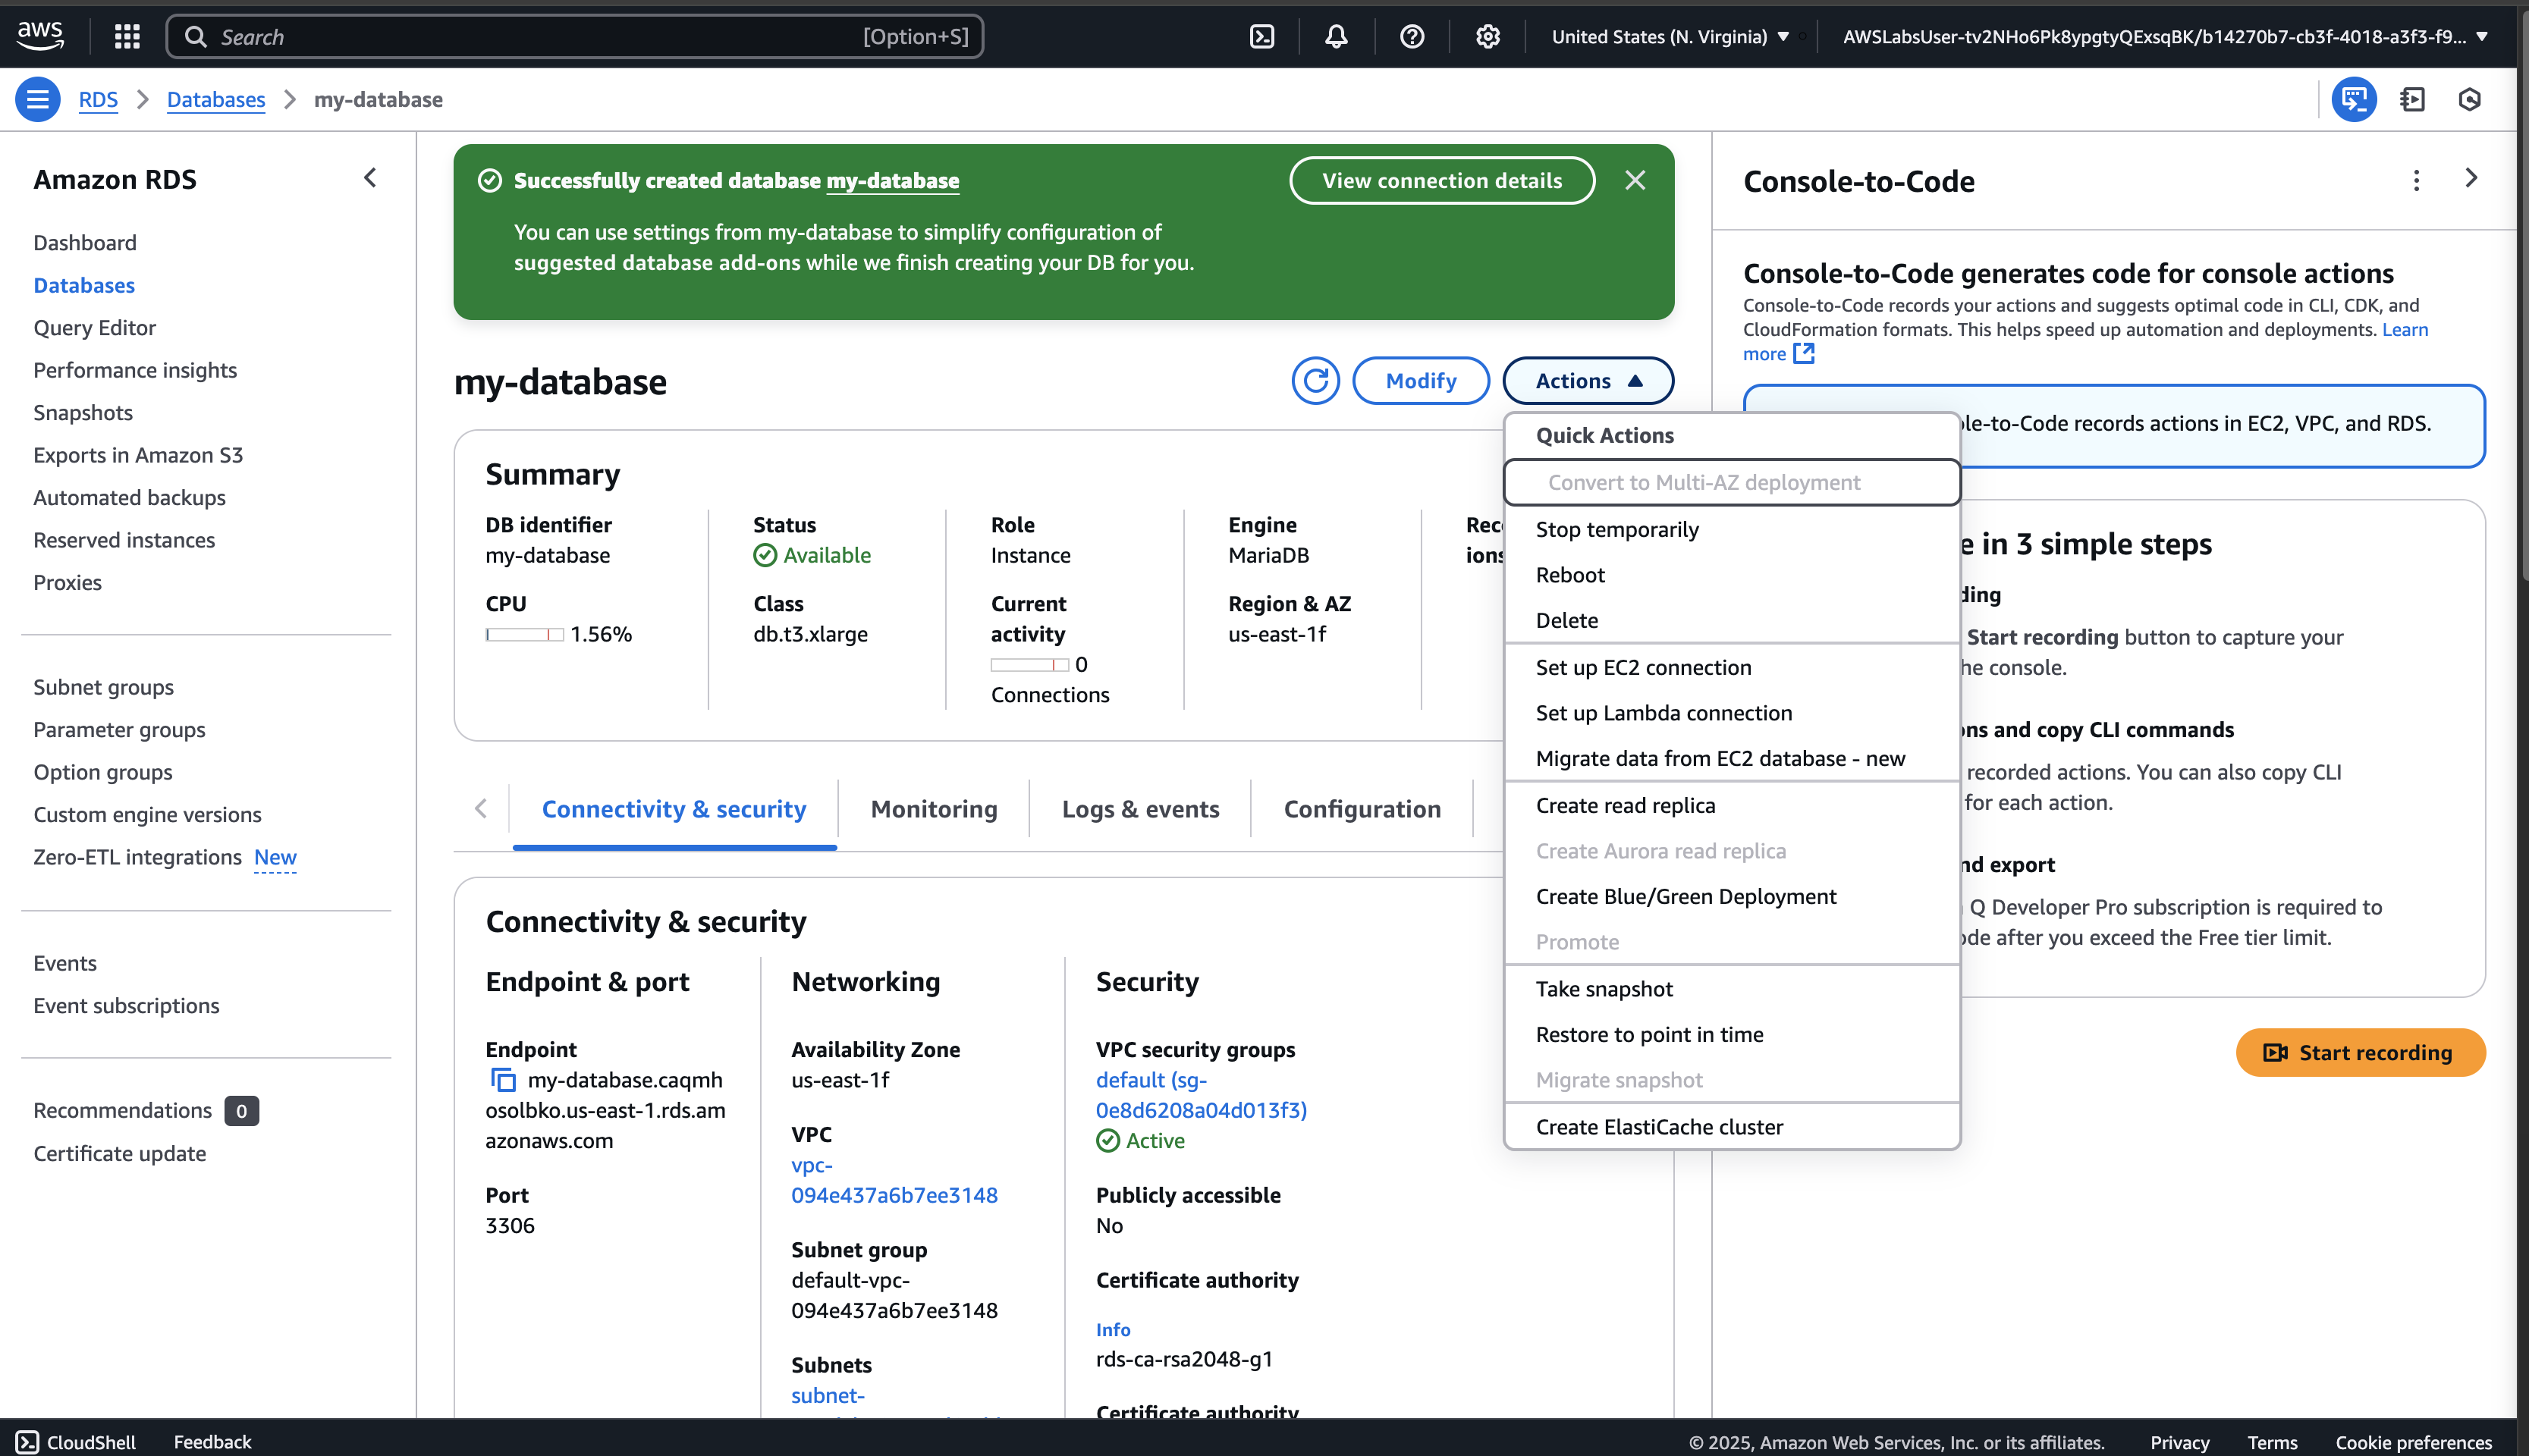 aws
Search
[Option+S]
United States (N. Virginia)
AWSLabsUser-tv2NHo6Pk8ypgtyQExsqBK/b14270b7-cb3f-4018-a3f3-f9...
RDS
Databases
my-database
Amazon RDS
Dashboard
Databases
Query Editor
Performance insights
Snapshots
Exports in Amazon S3
Automated backups
Reserved instances
Proxies
Subnet groups
Parameter groups
Option groups
Custom engine versions
Zero-ETL integrations New
Events
Event subscriptions
Recommendations 0
Certificate update
Successfully created database my-database
View connection details
You can use settings from my-database to simplify configuration of
suggested database add-ons while we finish creating your DB for you.
my-database
Modify
Actions
Summary
DB identifier
my-database
CPU
1.56%
Status
Available
Class
db.t3.xlarge
Role
Instance
Current
activity
0
Connections
Engine
MariaDB
Region & AZ
us-east-1f
Rec
ions
Connectivity & security
Monitoring
Logs & events
Configuration
Connectivity & security
Endpoint & port
Endpoint
my-database.caqmh
osolbko.us-east-1.rds.am
azonaws.com
Port
3306
Networking
Availability Zone
us-east-1f
VPC
vpc-
094e437a6b7ee3148
Subnet group
default-vpc-
094e437a6b7ee3148
Subnets
subnet-
Security
VPC security groups
default (sg-
0e8d6208a04d013f3)
Active
Publicly accessible
No
Certificate authority
Info
rds-ca-rsa2048-g1
Certificate authority
Quick Actions
Convert to Multi-AZ deployment
Stop temporarily
Reboot
Delete
Set up EC2 connection
Set up Lambda connection
Migrate data from EC2 database - new
Create read replica
Create Aurora read replica
Create Blue/Green Deployment
Promote
Take snapshot
Restore to point in time
Migrate snapshot
Create ElastiCache cluster
Console-to-Code
Console-to-Code generates code for console actions
Console-to-Code records your actions and suggests optimal code in CLI, CDK, and
CloudFormation formats. This helps speed up automation and deployments. Learn
more
le-to-Code records actions in EC2, VPC, and RDS.
e in 3 simple steps
ding
Start recording button to capture your
he console.
ons and copy CLI commands
recorded actions. You can also copy CLI
for each action.
nd export
Q Developer Pro subscription is required to
ode after you exceed the Free tier limit.
Start recording
CloudShell
Feedback
© 2025, Amazon Web Services, Inc. or its affiliates.
Privacy
Terms
Cookie preferences